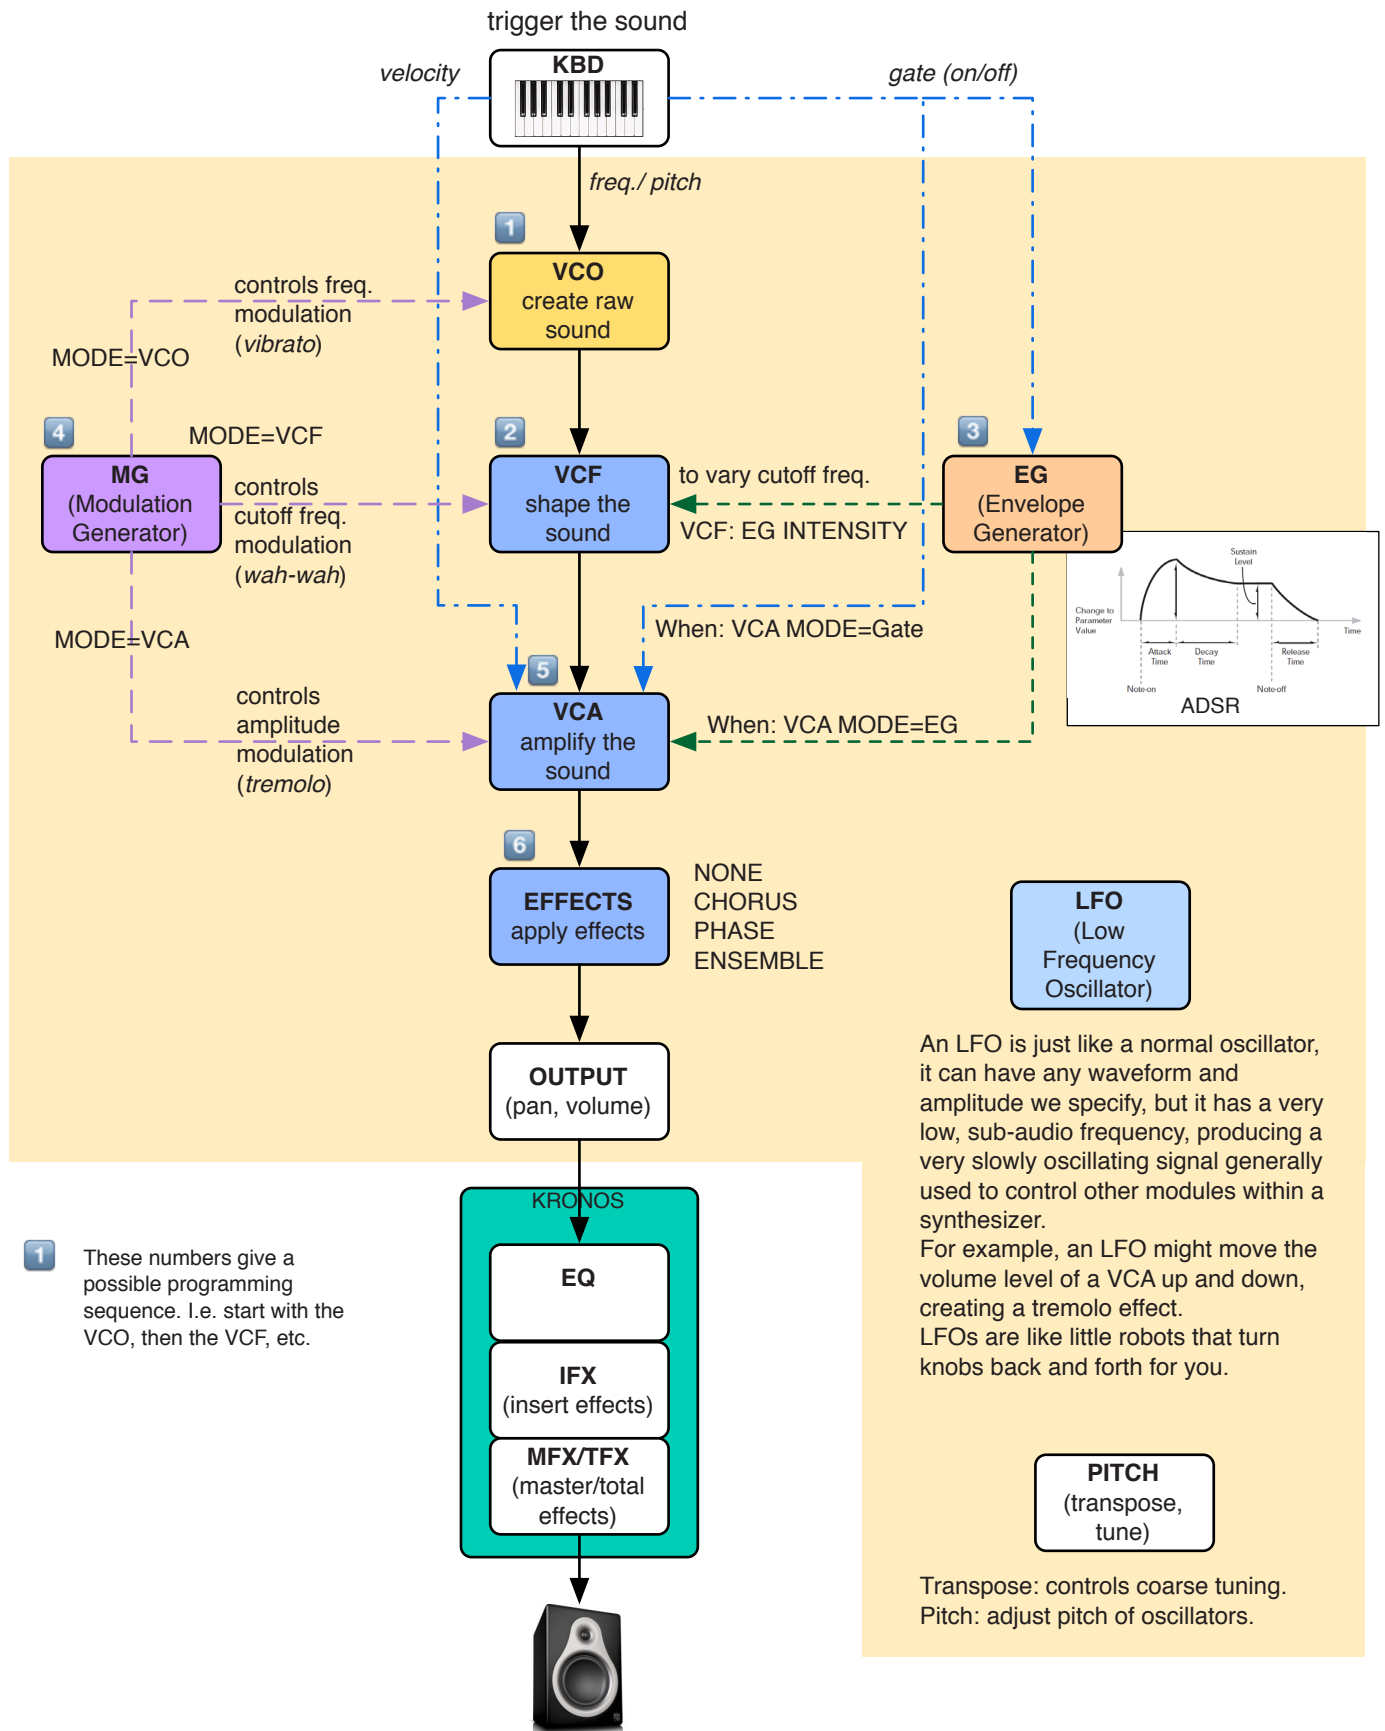 trigger the sound
KBD
velocity
gate (on/off)
freq./ pitch
1
VCO
create raw
sound
controls freq.
modulation
(vibrato)
MODE=VCO
4
MODE=VCF
MG
(Modulation
Generator)
controls
cutoff freq.
modulation
(wah-wah)
2
VCF
shape the
sound
to vary cutoff freq.
VCF: EG INTENSITY
3
EG
(Envelope
Generator)
Sustain
Level
Change to
Parameter
Value
Time
Attack
Time
Decay
Time
Release
Time
Note-on
Note-off
ADSR
MODE=VCA
When: VCA MODE=Gate
5
VCA
amplify the
sound
When: VCA MODE=EG
controls
amplitude
modulation
(tremolo)
6
EFFECTS
apply effects
NONE
CHORUS
PHASE
ENSEMBLE
LFO
(Low
Frequency
Oscillator)
OUTPUT
(pan, volume)
An LFO is just like a normal oscillator,
it can have any waveform and
amplitude we specify, but it has a very
low, sub-audio frequency, producing a
very slowly oscillating signal generally
used to control other modules within a
synthesizer.
For example, an LFO might move the
volume level of a VCA up and down,
creating a tremolo effect.
LFOs are like little robots that turn
knobs back and forth for you.
KRONOS
EQ
IFX
(insert effects)
MFX/TFX
(master/total
effects)
1
These numbers give a
possible programming
sequence. I.e. start with the
VCO, then the VCF, etc.
PITCH
(transpose,
tune)
Transpose: controls coarse tuning.
Pitch: adjust pitch of oscillators.